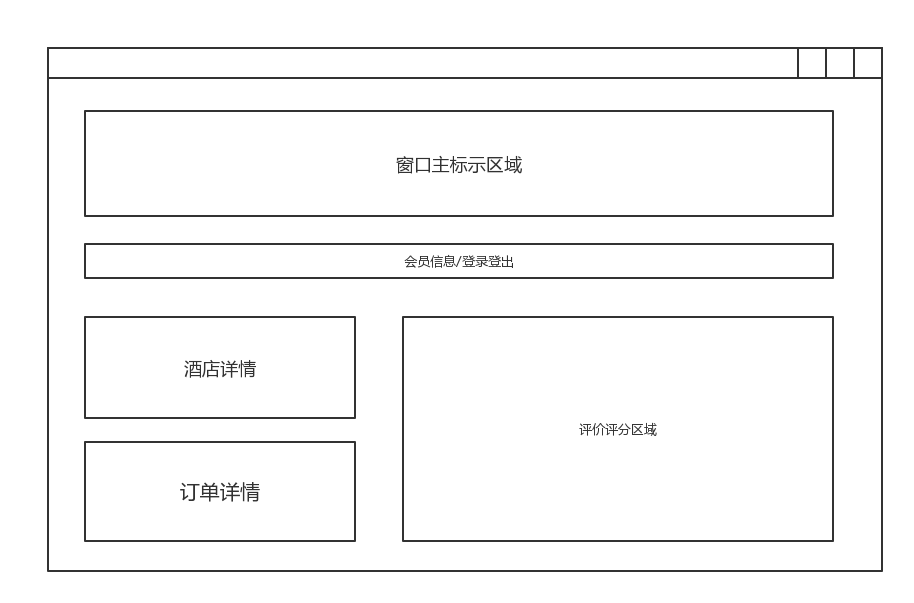 窗口主标示区域
会员信息/登录登出
酒店详情
评价评分区域
订单详情